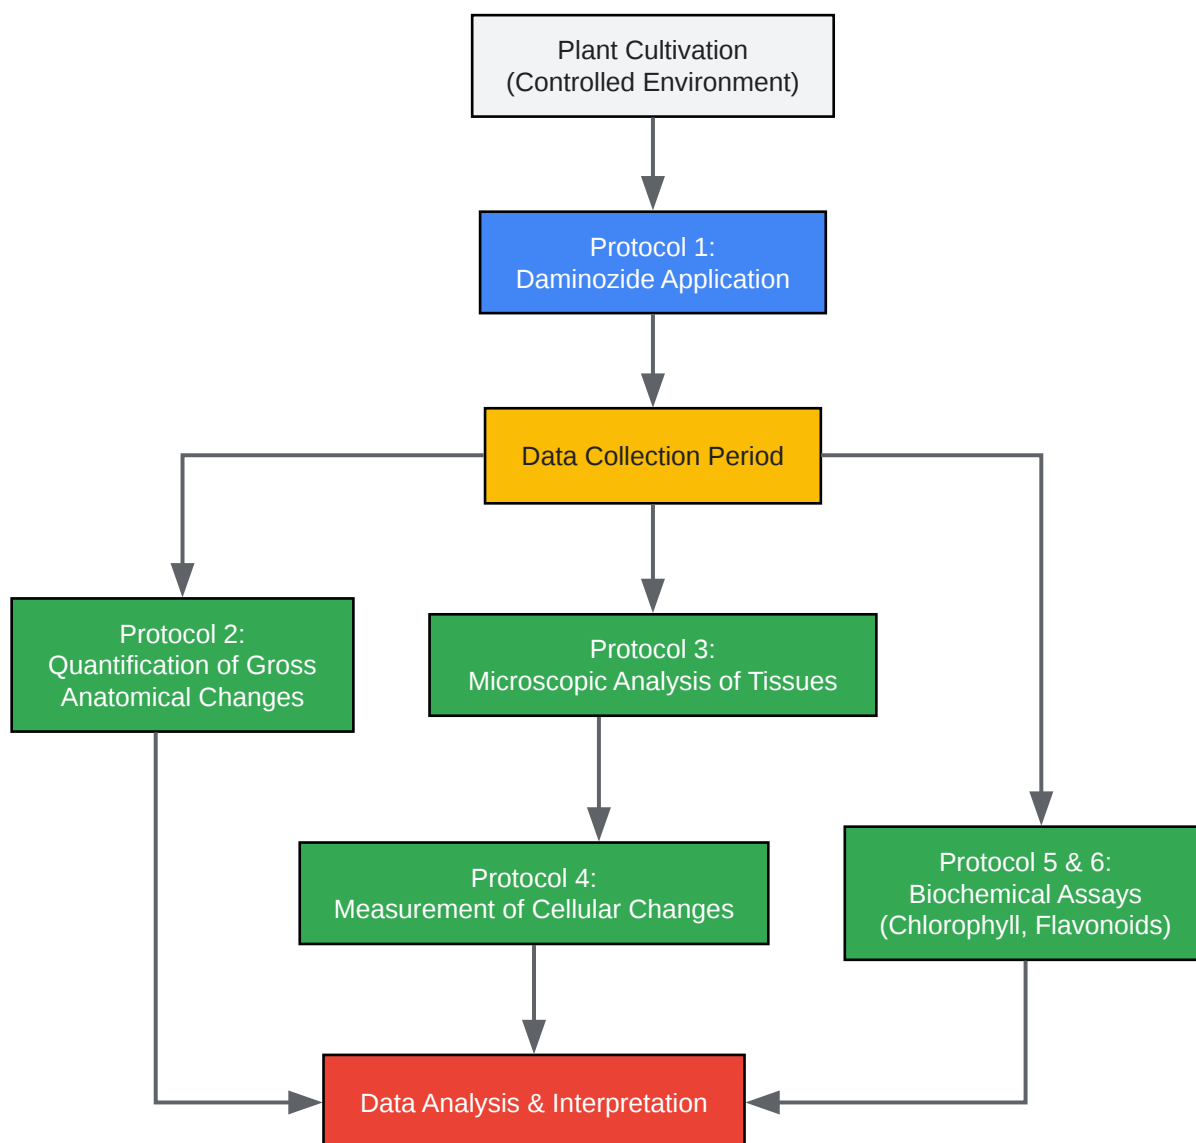 Plant Cultivation
(Controlled Environment)
Protocol 1:
Daminozide Application
Data Collection Period
Protocol 2:
Quantification of Gross
Anatomical Changes
Protocol 3:
Microscopic Analysis of Tissues
Protocol 4:
Measurement of Cellular Changes
Protocol 5 & 6:
Biochemical Assays
(Chlorophyll, Flavonoids)
Data Analysis & Interpretation